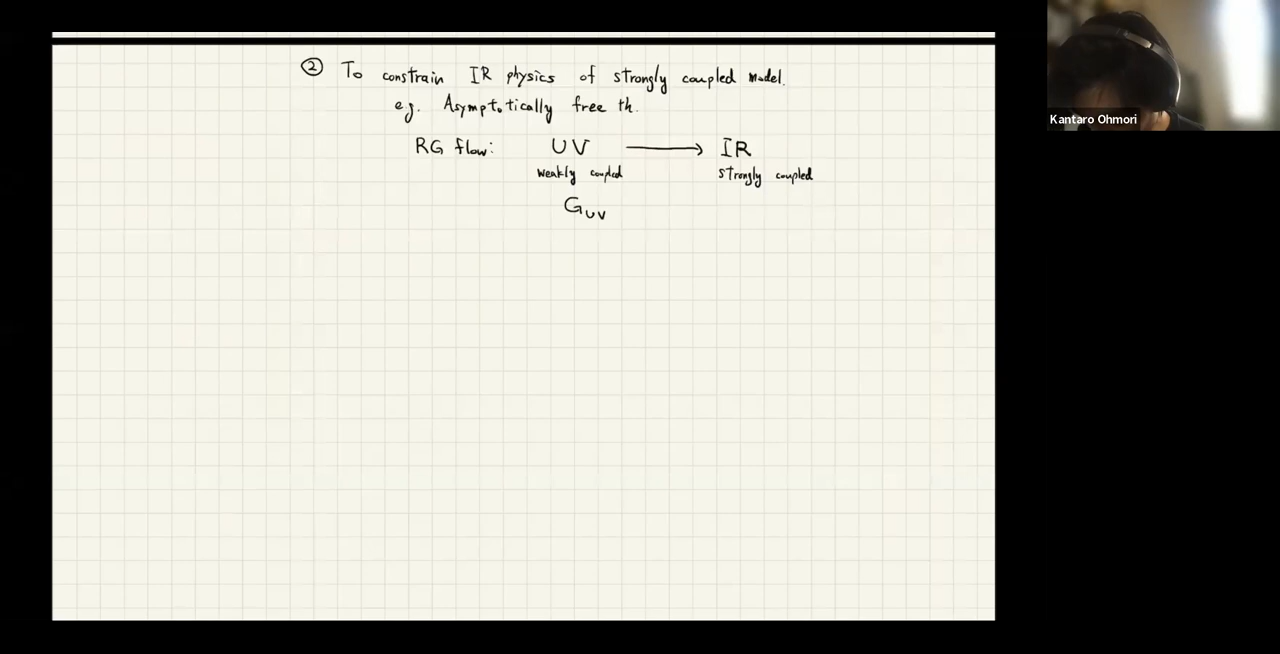 ② To constrain IR physics of strongly coupled model.
e.g. Asymptotically free th.
RG flow: UV → IR
weakly coupled strongly coupled
G_UV
Kantaro Ohmori